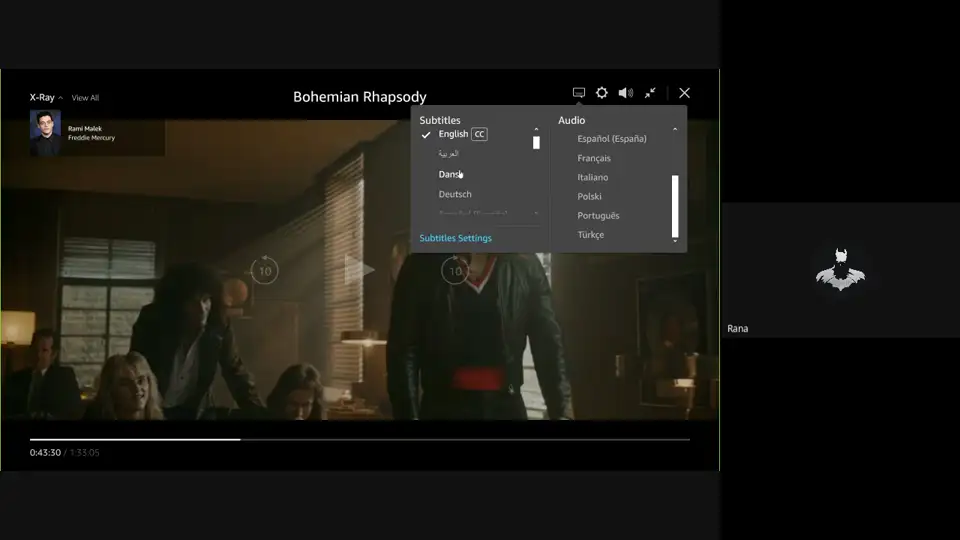 X-Ray View All
Bohemian Rhapsody
Rami Malek
Freddie Mercury
Subtitles
English CC
العربية
Dansk
Deutsch
Subtitles Settings
Audio
Español (España)
Français
Italiano
Polski
Português
Türkçe
10
10
0:43:30 / 1:33:05
Rana